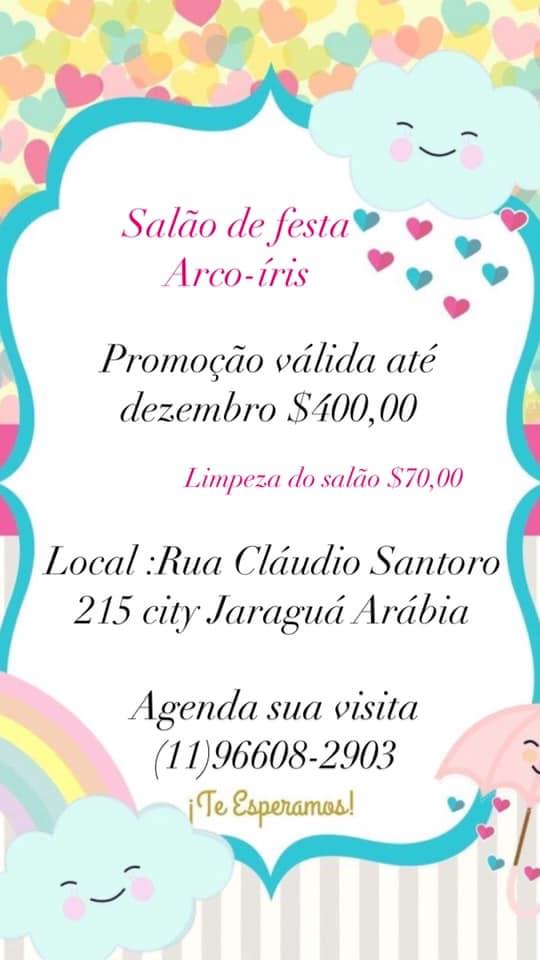 Salão de festa
Arco-íris
Promoção válida até
dezembro $400,00
Limpeza do salão $70,00
Local :Rua Cláudio Santoro
215 city Jaraguá Arábia
Agenda sua visita
(11)96608-2903
¡Te Esperamos!